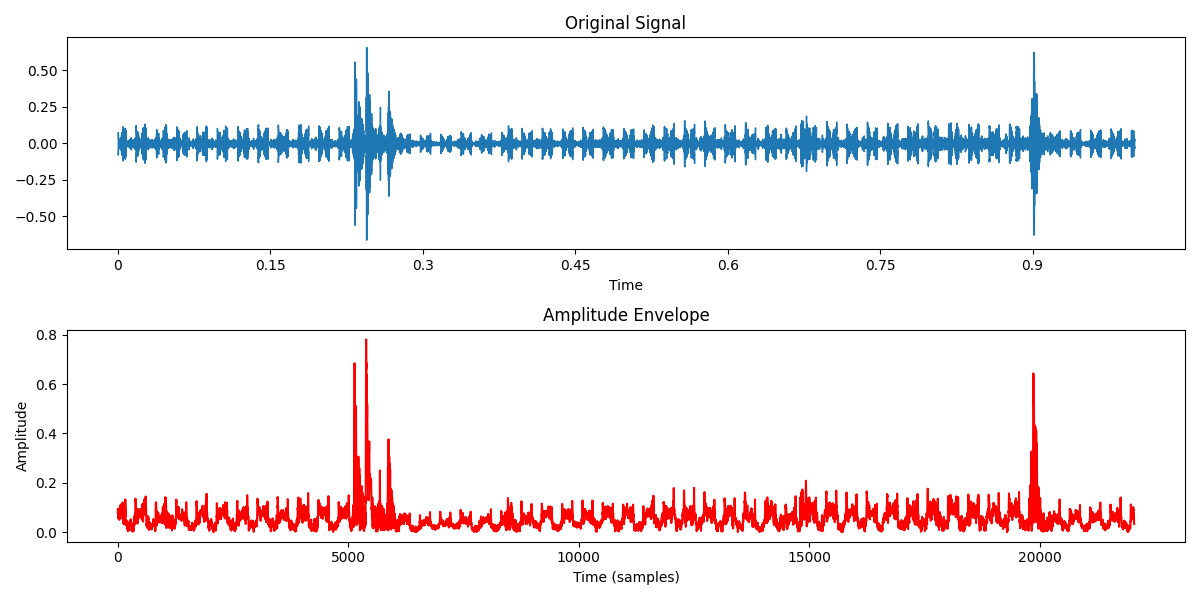 Original Signal
0.50
0.25
0.00
−0.25
−0.50
0 0.15 0.3 0.45 0.6 0.75 0.9
Time
Amplitude Envelope
0.8
0.6
0.4
0.2
0.0
Amplitude
0 5000 10000 15000 20000
Time (samples)